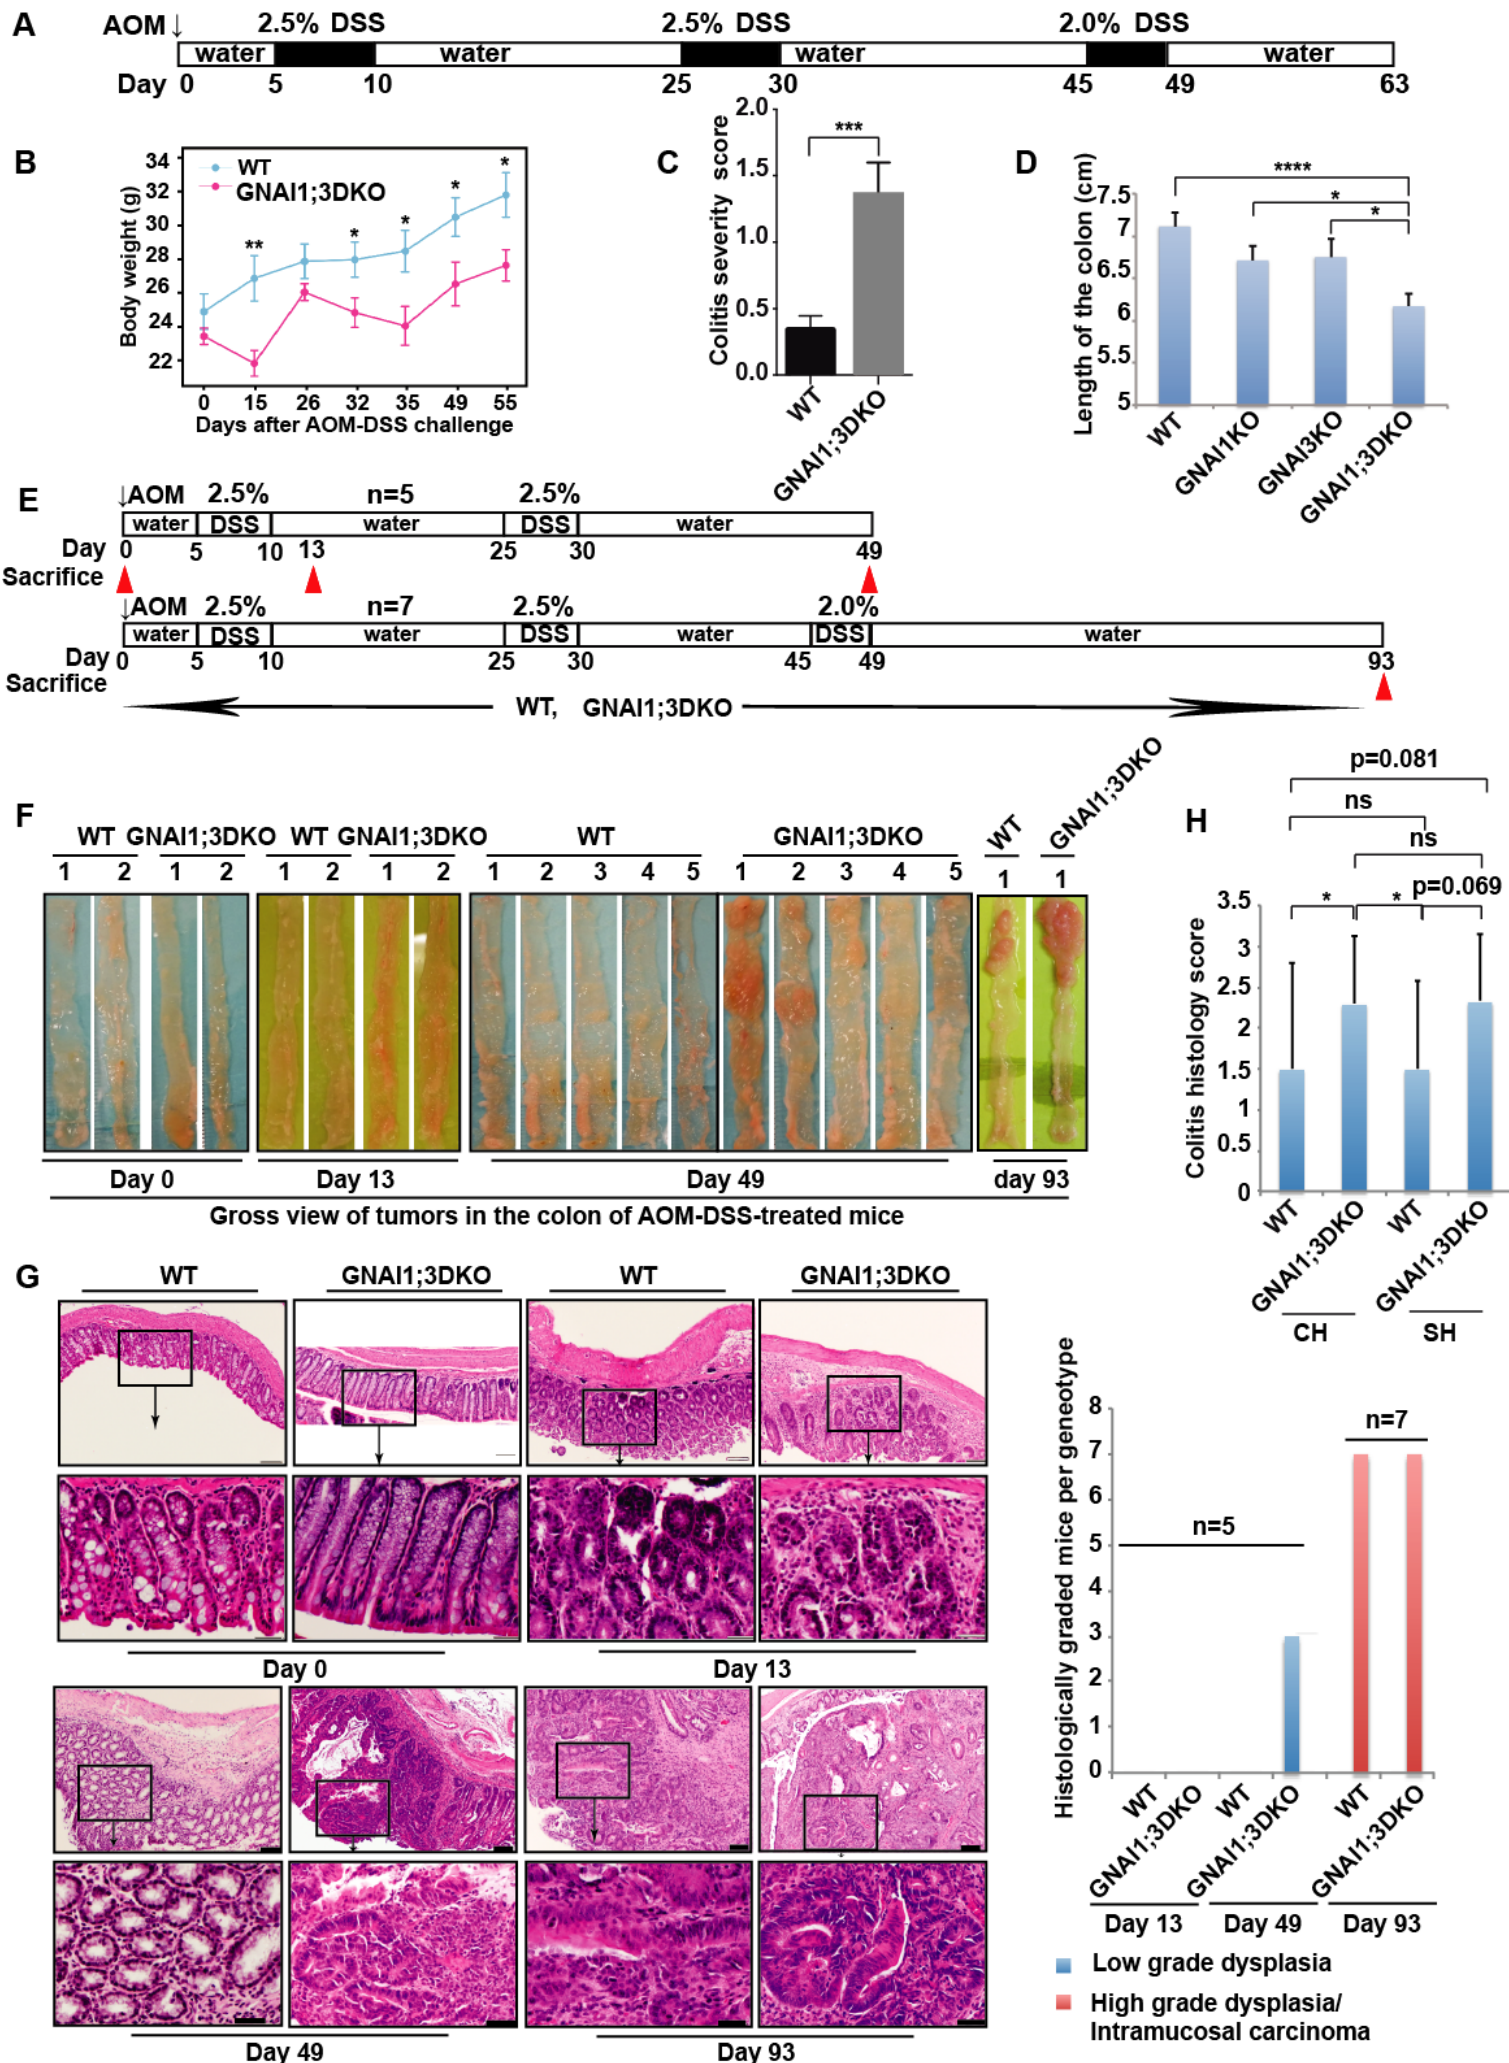 A
AOM ↓ 2.5% DSS 2.5% DSS 2.0% DSS
water water water water
Day 0 5 10 25 30 45 49 63
B
34
32
30
28
26
24
22
Body weight (g)
WT
GNAI1;3DKO
** * * * *
0 15 26 32 35 49 55
Days after AOM-DSS challenge
C
2.0
1.5
1.0
0.5
0.0
Colitis severity score
***
WT
GNAI1;3DKO
D
7.5
7
6.5
6
5.5
5
Length of the colon (cm)
****
*
*
WT
GNAI1KO
GNAI3KO
GNAI1;3DKO
E
↓AOM 2.5% n=5 2.5%
water DSS water DSS water
Day 0 5 10 13 25 30 49
Sacrifice
↓AOM 2.5% n=7 2.5% 2.0%
water DSS water DSS water DSS water
Day 0 5 10 25 30 45 49 93
Sacrifice
WT, GNAI1;3DKO
F
WT GNAI1;3DKO WT GNAI1;3DKO WT GNAI1;3DKO WT GNAI1;3DKO
1 2 1 2 1 2 1 2 1 2 3 4 5 1 2 3 4 5 1 1
Day 0 Day 13 Day 49 day 93
Gross view of tumors in the colon of AOM-DSS-treated mice
H
p=0.081
ns
ns
p=0.069
* *
3.5
3
2.5
2
1.5
1
0.5
0
Colitis histology score
WT
GNAI1;3DKO
WT
GNAI1;3DKO
CH SH
G
WT GNAI1;3DKO WT GNAI1;3DKO
Day 0 Day 13
Day 49 Day 93
8
7
6
5
4
3
2
1
0
Histologically graded mice per geneotype
n=5
n=7
WT
GNAI1;3DKO
WT
GNAI1;3DKO
WT
GNAI1;3DKO
Day 13 Day 49 Day 93
Low grade dysplasia
High grade dysplasia/
Intramucosal carcinoma